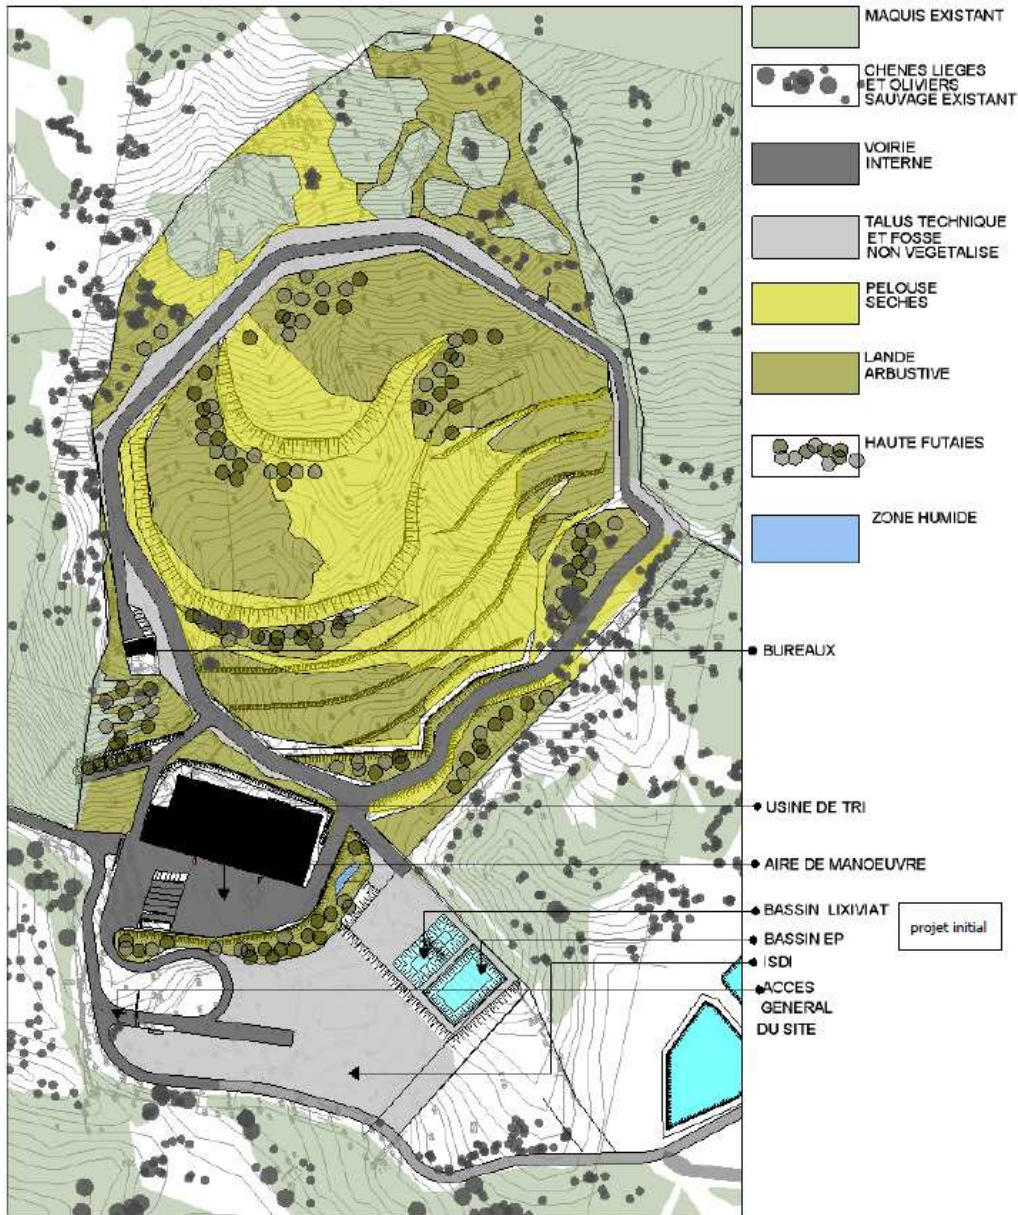 MAQUIS EXISTANT
CHENES LIEGES
ET OLIVIERS
SAUVAGE EXISTANT
VOIRIE
INTERNE
TALUS TECHNIQUE
ET FOSSE
NON VEGETALISE
PELOUSE
SECHES
LANDE
ARBUSTIVE
HAUTE FUTAIES
ZONE HUMIDE
BUREAUX
USINE DE TRI
AIRE DE MANOEUVRE
BASSIN LIXIVIAT
projet initial
BASSIN EP
ISDI
ACCES
GENERAL
DU SITE